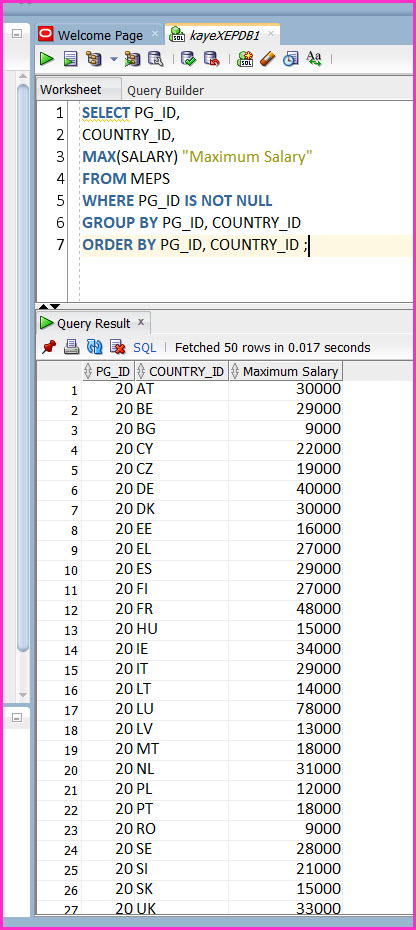 Welcome Page × kayeXEPDB1 ×
Worksheet Query Builder
1 SELECT PG_ID,
2 COUNTRY_ID,
3 MAX(SALARY) "Maximum Salary"
4 FROM MEPS
5 WHERE PG_ID IS NOT NULL
6 GROUP BY PG_ID, COUNTRY_ID
7 ORDER BY PG_ID, COUNTRY_ID ;
Query Result ×
SQL | Fetched 50 rows in 0.017 seconds
PG_ID COUNTRY_ID Maximum Salary
1 20 AT 30000
2 20 BE 29000
3 20 BG 9000
4 20 CY 22000
5 20 CZ 19000
6 20 DE 40000
7 20 DK 30000
8 20 EE 16000
9 20 EL 27000
10 20 ES 29000
11 20 FI 27000
12 20 FR 48000
13 20 HU 15000
14 20 IE 34000
15 20 IT 29000
16 20 LT 14000
17 20 LU 78000
18 20 LV 13000
19 20 MT 18000
20 20 NL 31000
21 20 PL 12000
22 20 PT 18000
23 20 RO 9000
24 20 SE 28000
25 20 SI 21000
26 20 SK 15000
27 20 UK 33000